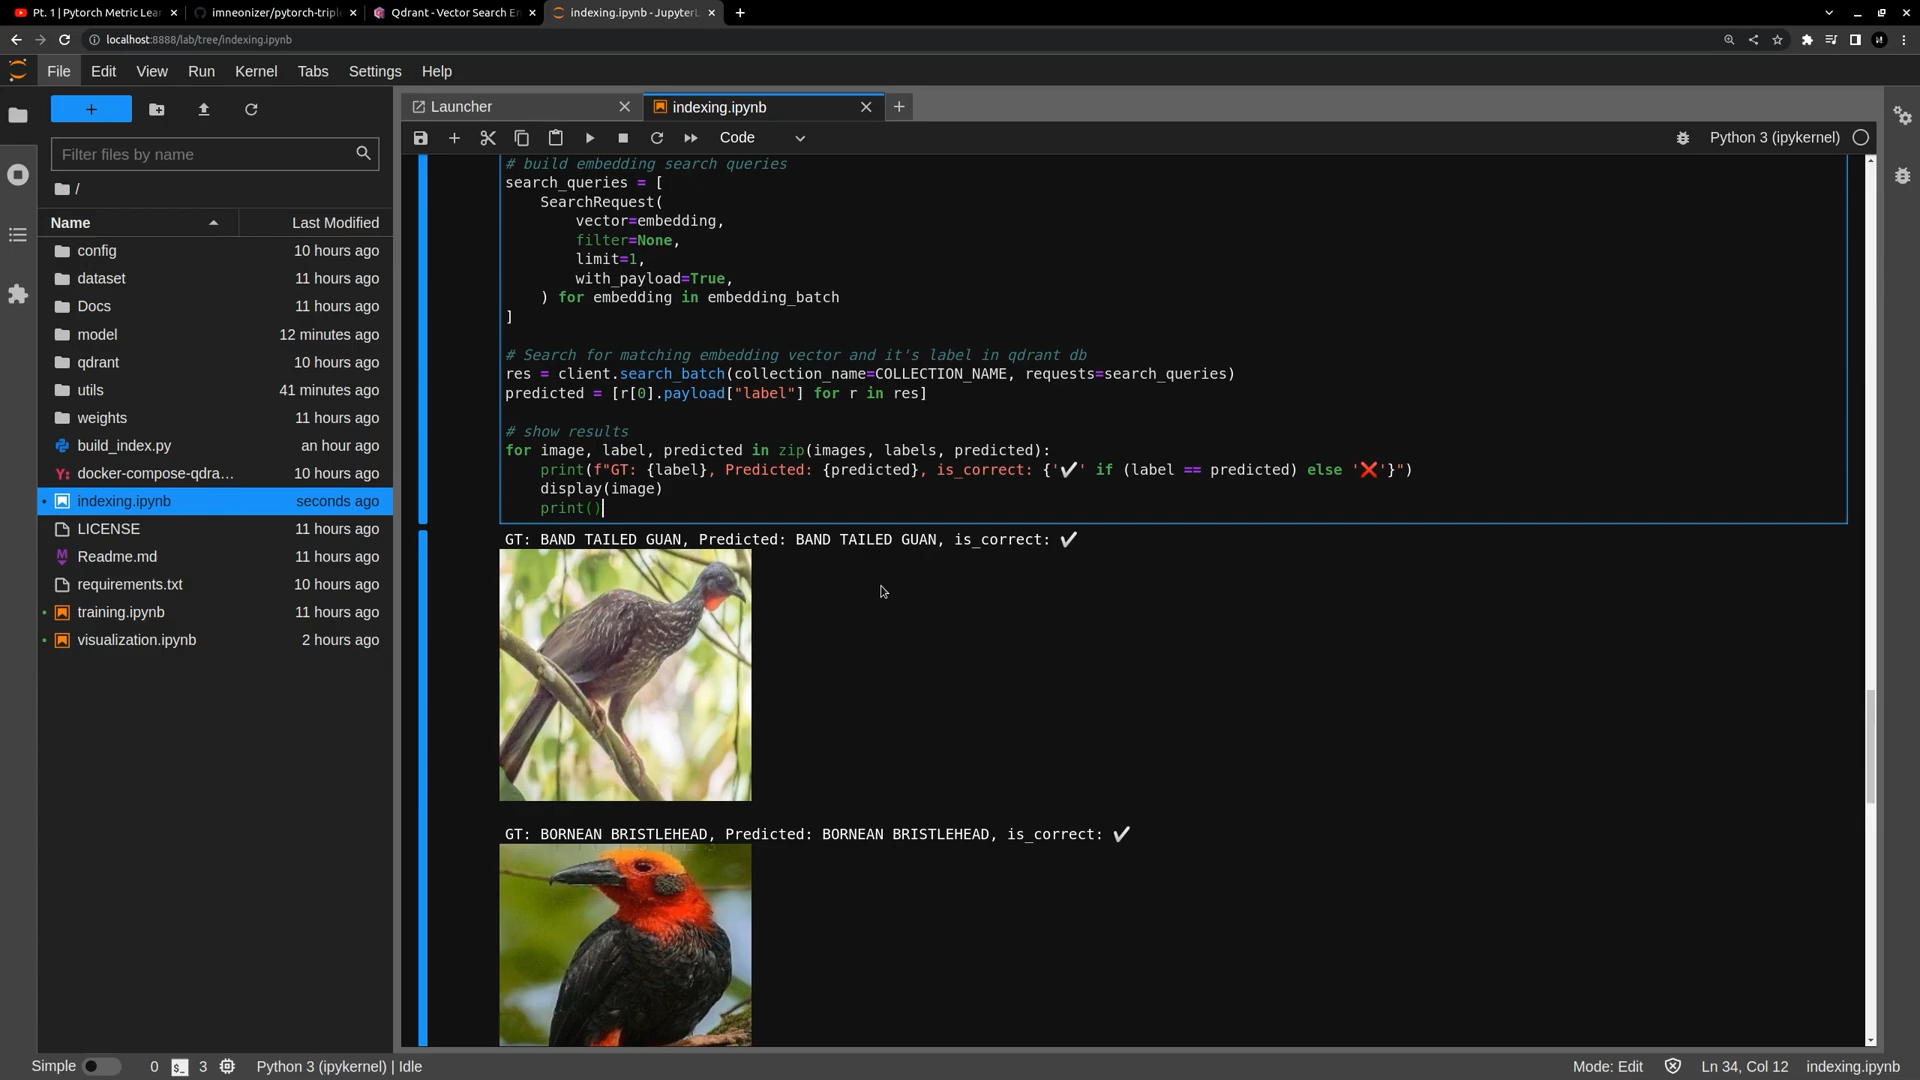 Pt. 1 | Pytorch Metric Lea
imneonizer/pytorch-triple
Qdrant - Vector Search En
indexing.ipynb - JupyterL
localhost:8888/lab/tree/indexing.ipynb
File Edit View Run Kernel Tabs Settings Help
Launcher
indexing.ipynb
Code
Python 3 (ipykernel)
Filter files by name
/
Name Last Modified
config 10 hours ago
dataset 11 hours ago
Docs 11 hours ago
model 12 minutes ago
qdrant 10 hours ago
utils 41 minutes ago
weights 11 hours ago
build_index.py an hour ago
docker-compose-qdra… 10 hours ago
indexing.ipynb seconds ago
LICENSE 11 hours ago
Readme.md 11 hours ago
requirements.txt 10 hours ago
training.ipynb 11 hours ago
visualization.ipynb 2 hours ago
# build embedding search queries
search_queries = [
SearchRequest(
vector=embedding,
filter=None,
limit=1,
with_payload=True,
) for embedding in embedding_batch
]
# Search for matching embedding vector and it's label in qdrant db
res = client.search_batch(collection_name=COLLECTION_NAME, requests=search_queries)
predicted = [r[0].payload["label"] for r in res]
# show results
for image, label, predicted in zip(images, labels, predicted):
print(f"GT: {label}, Predicted: {predicted}, is_correct: {'✔' if (label == predicted) else '❌'}")
display(image)
print()
GT: BAND TAILED GUAN, Predicted: BAND TAILED GUAN, is_correct: ✔
GT: BORNEAN BRISTLEHEAD, Predicted: BORNEAN BRISTLEHEAD, is_correct: ✔
Simple 0 3 Python 3 (ipykernel) | Idle Mode: Edit Ln 34, Col 12 indexing.ipynb